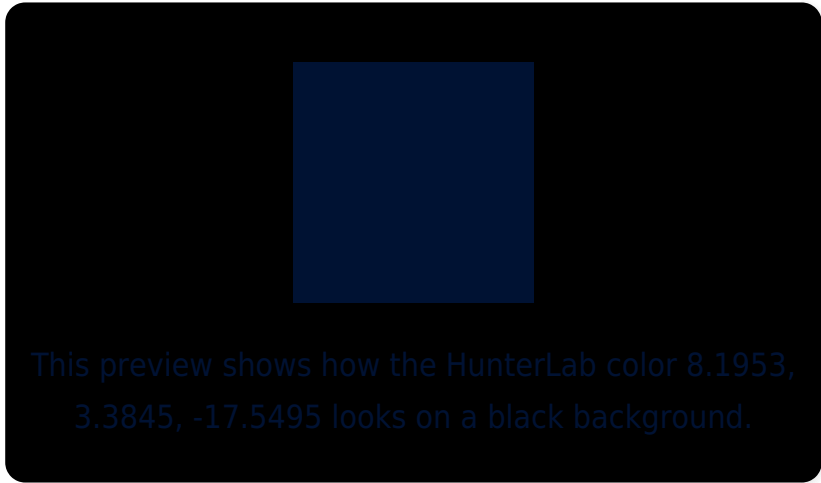 This preview shows how the HunterLab color 8.1953,
3.3845, -17.5495 looks on a black background.